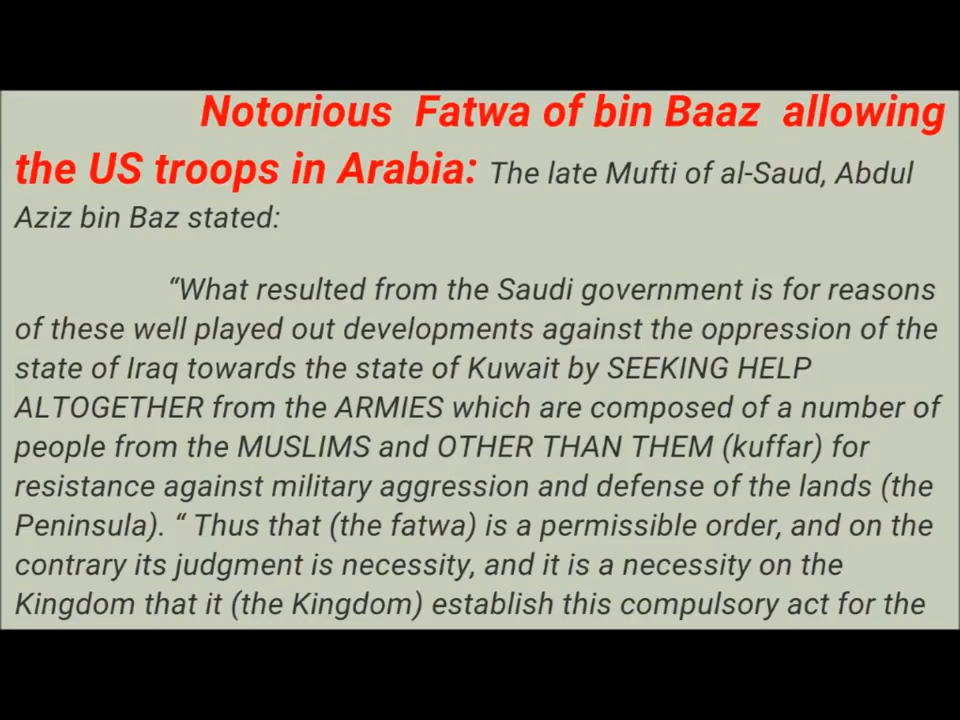 Notorious Fatwa of bin Baaz allowing
the US troops in Arabia: The late Mufti of al-Saud, Abdul
Aziz bin Baz stated:
“What resulted from the Saudi government is for reasons
of these well played out developments against the oppression of the
state of Iraq towards the state of Kuwait by SEEKING HELP
ALTOGETHER from the ARMIES which are composed of a number of
people from the MUSLIMS and OTHER THAN THEM (kuffar) for
resistance against military aggression and defense of the lands (the
Peninsula). “ Thus that (the fatwa) is a permissible order, and on the
contrary its judgment is necessity, and it is a necessity on the
Kingdom that it (the Kingdom) establish this compulsory act for the